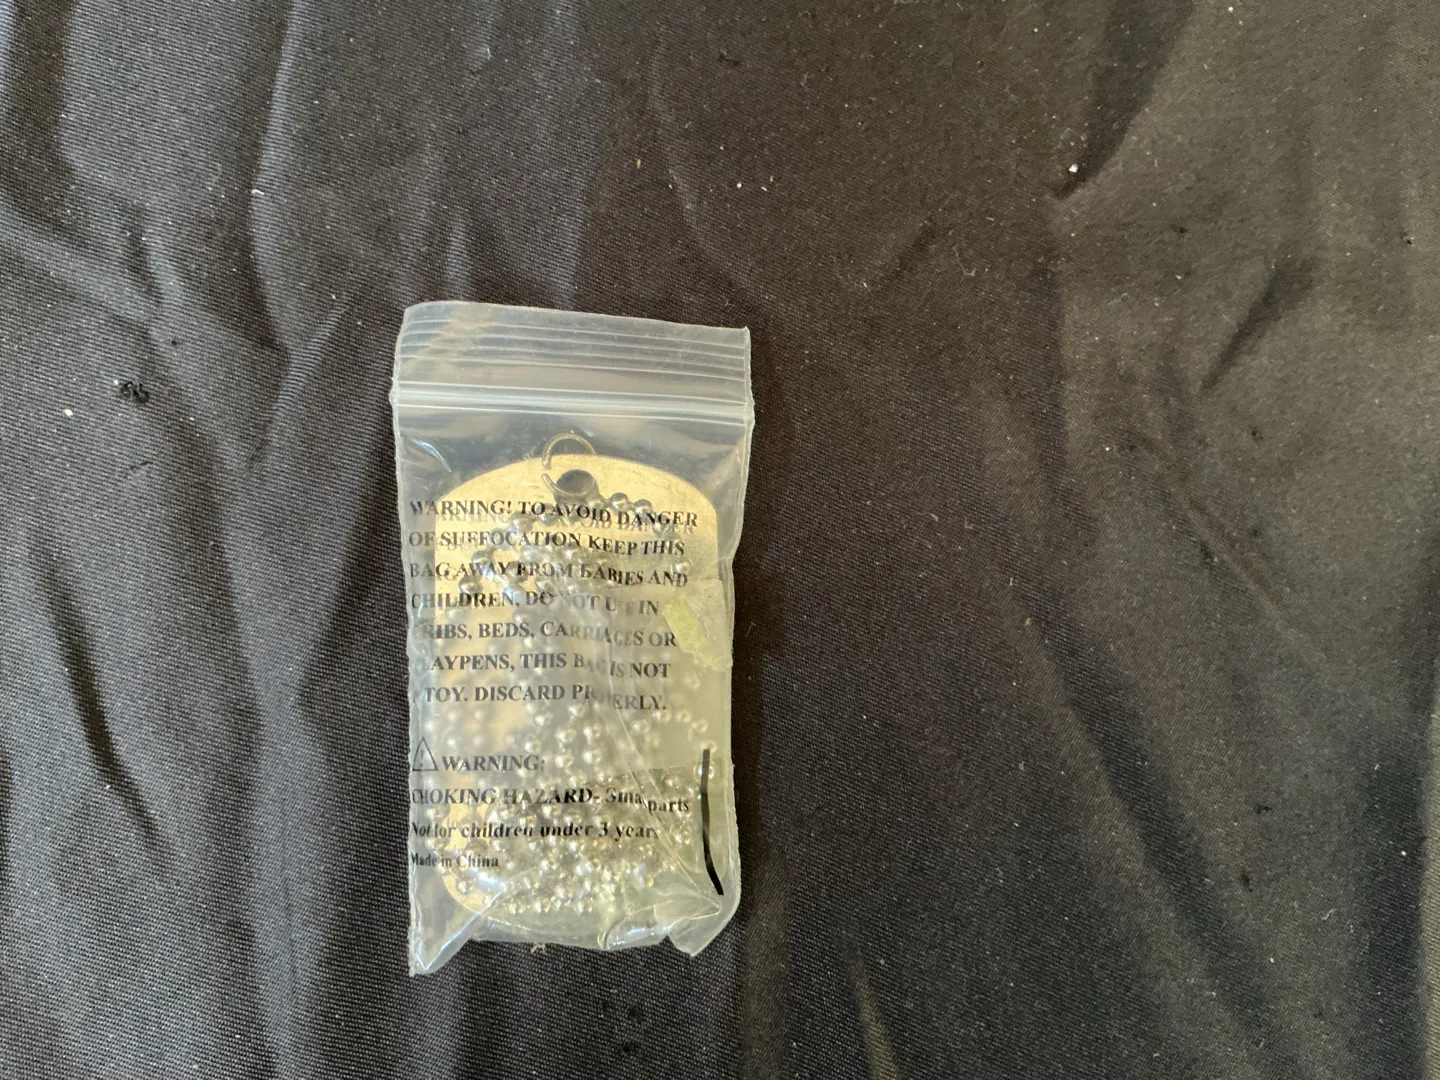 WARNING! TO AVOID DANGER
OF SUFFOCATION KEEP THIS
BAG AWAY FROM BABIES AND
CHILDREN, DO NOT USE IN
CRIBS, BEDS, CARRIAGES OR
LAYPENS, THIS BAG IS NOT
TOY. DISCARD PROPERLY.
WARNING:
CHOKING HAZARD- Small parts
Not for children under 3 years
Made in China